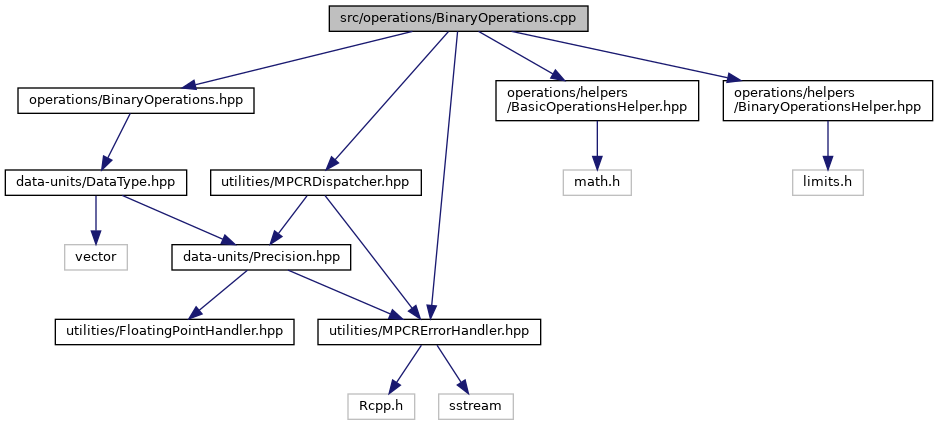 src/operations/BinaryOperations.cpp
operations/BinaryOperations.hpp
operations/helpers
/BasicOperationsHelper.hpp
operations/helpers
/BinaryOperationsHelper.hpp
data-units/DataType.hpp
utilities/MPCRDispatcher.hpp
math.h
limits.h
vector
data-units/Precision.hpp
utilities/FloatingPointHandler.hpp
utilities/MPCRErrorHandler.hpp
Rcpp.h
sstream